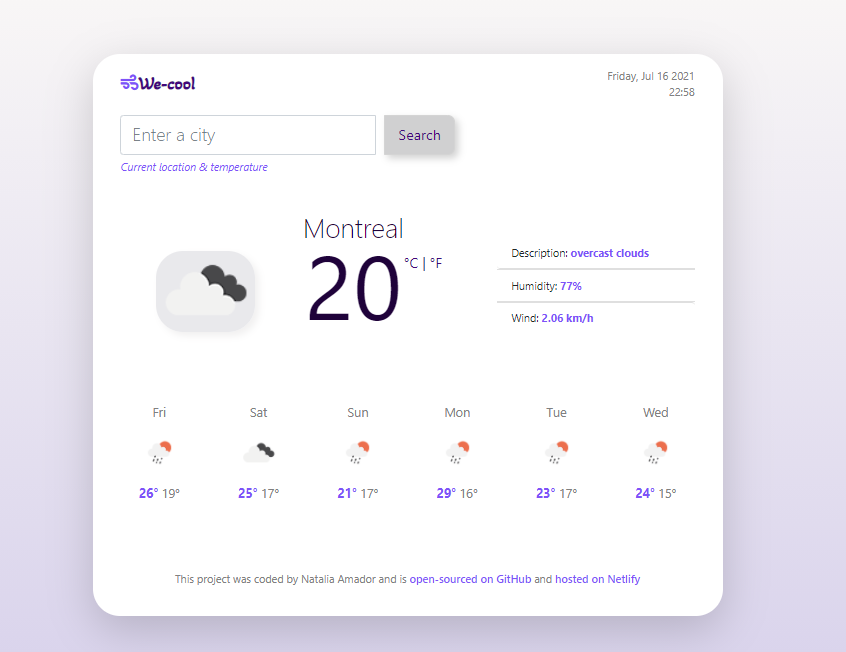 We-cool
Friday, Jul 16 2021
22:58
Enter a city
Search
Current location & temperature
Montreal
20 °C | °F
Description: overcast clouds
Humidity: 77%
Wind: 2.06 km/h
Fri Sat Sun Mon Tue Wed
26° 19° 25° 17° 21° 17° 29° 16° 23° 17° 24° 15°
This project was coded by Natalia Amador and is open-sourced on GitHub and hosted on Netlify